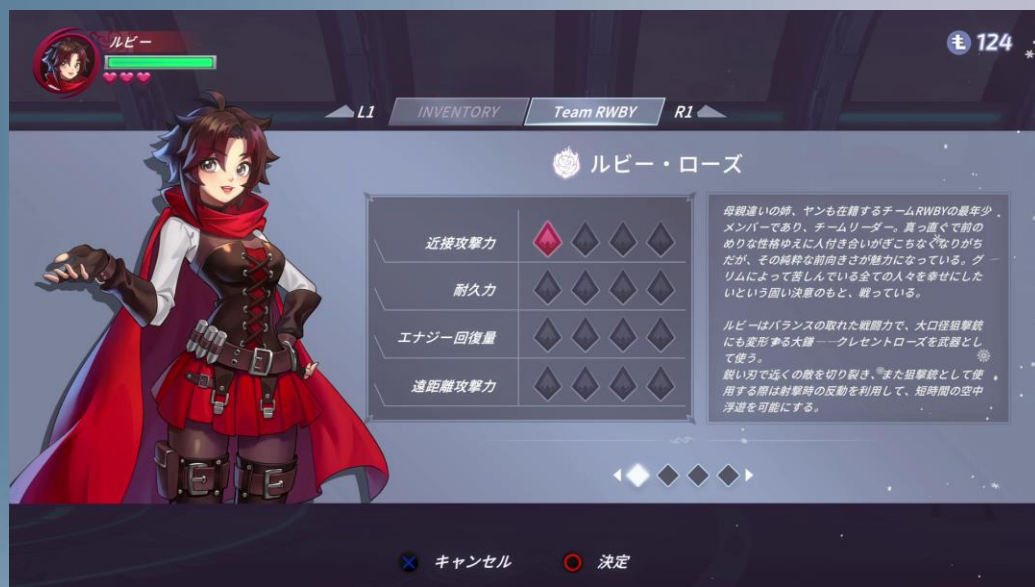 ルビー
124
L1 INVENTORY Team RWBY R1
ルビー・ローズ
近接攻撃力
耐久力
エナジー回復量
遠距離攻撃力
母親違いの姉、ヤンも在籍するチームRWBYの最年少
メンバーであり、チームリーダー。真っ直ぐで前の
めりな性格ゆえに人付き合いがぎこちなくなりがち
だが、その純粋な前向きさが魅力になっている。グ
リムによって苦しんでいる全ての人々を幸せにした
いという固い決意のもと、戦っている。
ルビーはバランスの取れた戦闘力で、大口径狙撃銃
にも変形する大鎌――クレセントローズを武器とし
て使う。
鋭い刃で近くの敵を切り裂き、また狙撃銃として使
用する際は射撃時の反動を利用して、短時間の空中
浮遊を可能にする。
キャンセル 決定